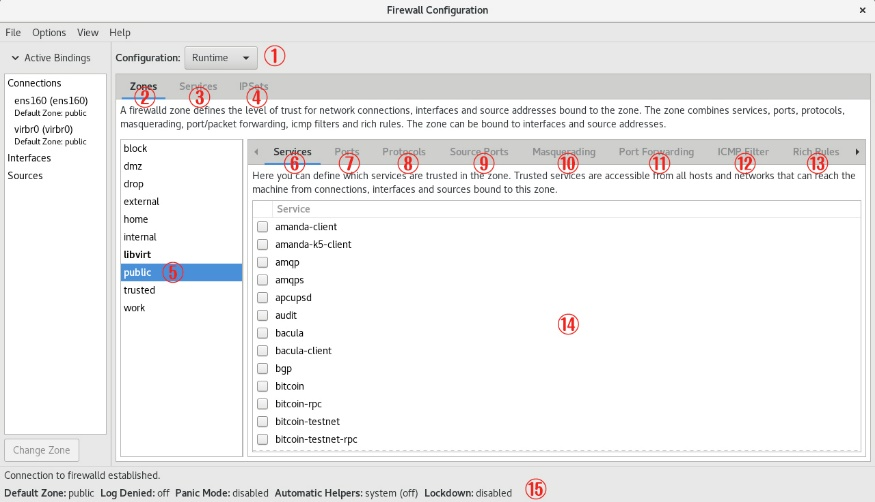 Firewall Configuration ×
File Options View Help
Active Bindings
Configuration: Runtime ①
Connections
ens160 (ens160)
Default Zone: public
virbr0 (virbr0)
Default Zone: public
Interfaces
Sources
Change Zone
Zones Services IPSets
② ③ ④
A firewalld zone defines the level of trust for network connections, interfaces and source addresses bound to the zone. The zone combines services, ports, protocols,
masquerading, port/packet forwarding, icmp filters and rich rules. The zone can be bound to interfaces and source addresses.
block
dmz
drop
external
home
internal
libvirt
public ⑤
trusted
work
Services Ports Protocols Source Ports Masquerading Port Forwarding ICMP Filter Rich Rules
⑥ ⑦ ⑧ ⑨ ⑩ ⑪ ⑫ ⑬
Here you can define which services are trusted in the zone. Trusted services are accessible from all hosts and networks that can reach the
machine from connections, interfaces and sources bound to this zone.
Service
amanda-client
amanda-k5-client
amqp
amqps
apcupsd
audit
⑭
bacula
bacula-client
bgp
bitcoin
bitcoin-rpc
bitcoin-testnet
bitcoin-testnet-rpc
Connection to firewalld established.
Default Zone: public Log Denied: off Panic Mode: disabled Automatic Helpers: system (off) Lockdown: disabled ⑮